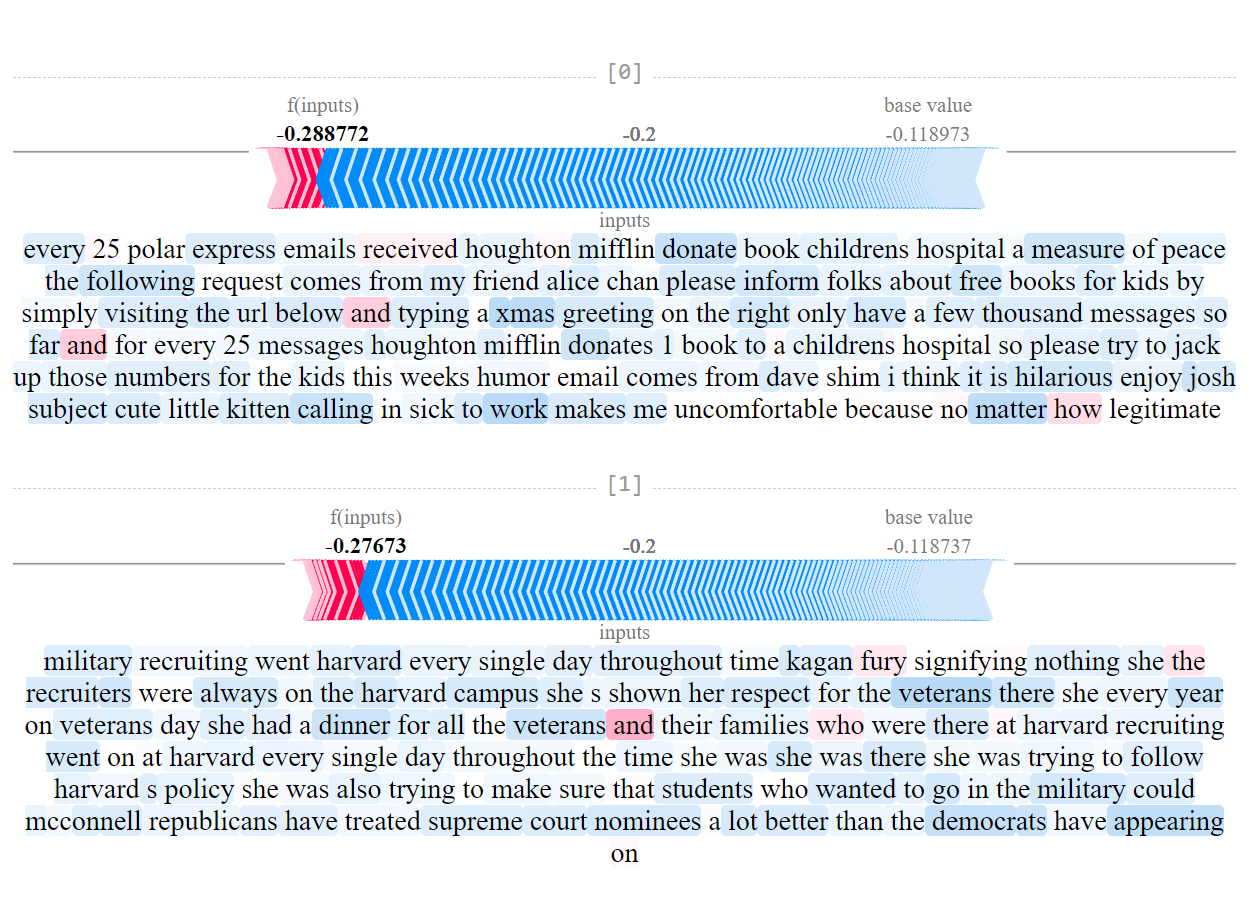 [0]
f(inputs) base value
-0.288772 -0.2 -0.118973
inputs
every 25 polar express emails received houghton mifflin donate book childrens hospital a measure of peace
the following request comes from my friend alice chan please inform folks about free books for kids by
simply visiting the url below and typing a xmas greeting on the right only have a few thousand messages so
far and for every 25 messages houghton mifflin donates 1 book to a childrens hospital so please try to jack
up those numbers for the kids this weeks humor email comes from dave shim i think it is hilarious enjoy josh
subject cute little kitten calling in sick to work makes me uncomfortable because no matter how legitimate
[1]
f(inputs) base value
-0.27673 -0.2 -0.118737
inputs
military recruiting went harvard every single day throughout time kagan fury signifying nothing she the
recruiters were always on the harvard campus she s shown her respect for the veterans there she every year
on veterans day she had a dinner for all the veterans and their families who were there at harvard recruiting
went on at harvard every single day throughout the time she was she was there she was trying to follow
harvard s policy she was also trying to make sure that students who wanted to go in the military could
mcconnell republicans have treated supreme court nominees a lot better than the democrats have appearing
on